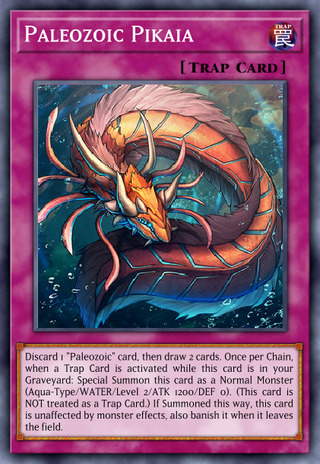 Paleozoic Pikaia
TRAP
罠
[ Trap Card ]
Discard 1 "Paleozoic" card, then draw 2 cards. Once per Chain,
when a Trap Card is activated while this card is in your
Graveyard: Special Summon this card as a Normal Monster
(Aqua-Type/WATER/Level 2/ATK 1200/DEF 0). (This card is
NOT treated as a Trap Card.) If Summoned this way, this card
is unaffected by monster effects, also banish it when it leaves
the field.